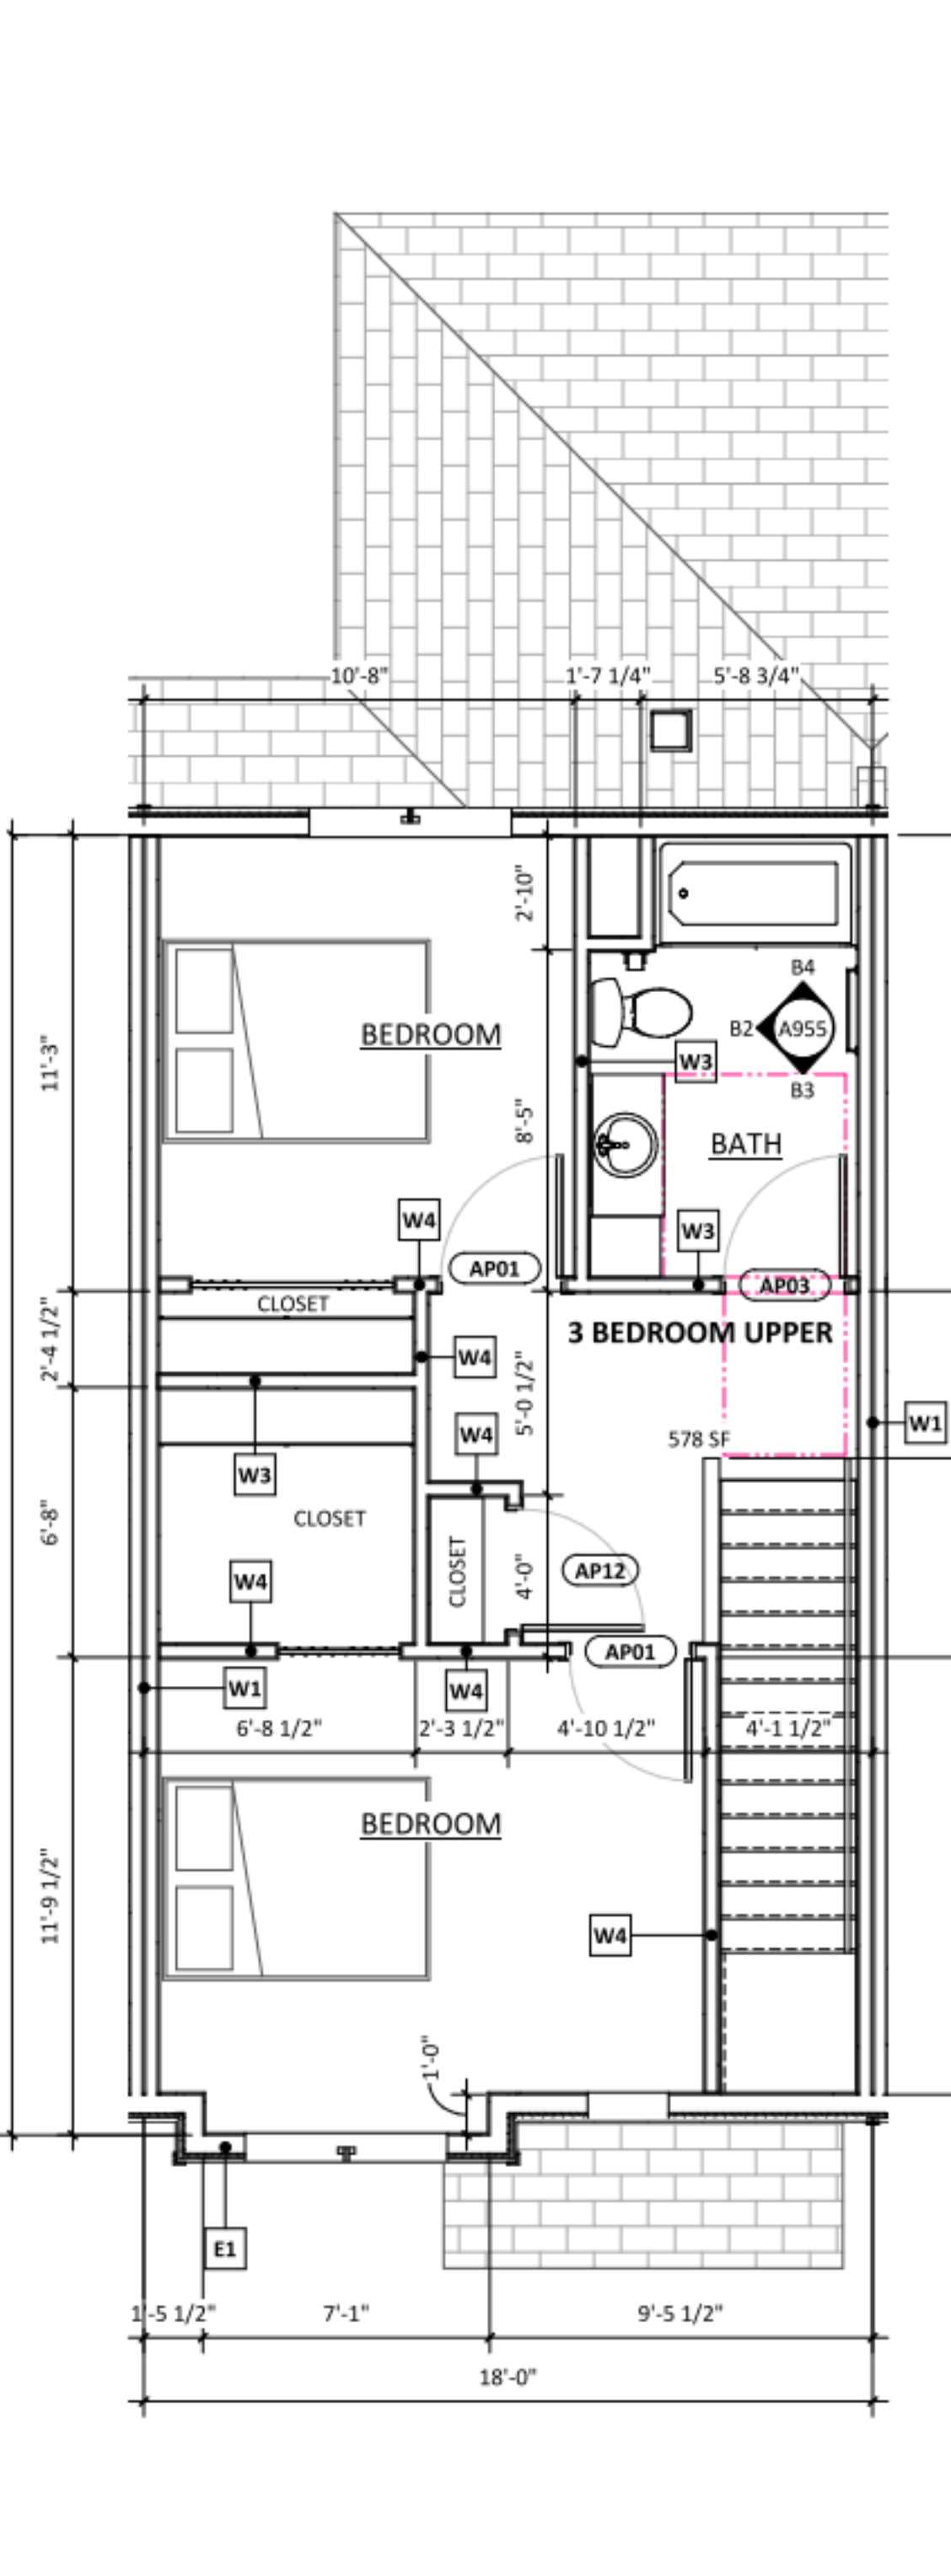 10'-8"
1'-7 1/4"
5'-8 3/4"
2'-10"
B4
B2
A955
B3
BEDROOM
11'-3"
W3
8'-5"
BATH
W4
W3
AP01
AP03
CLOSET
3 BEDROOM UPPER
2'-4 1/2"
W4
5'-0 1/2"
W1
W4
578 SF
W3
CLOSET
6'-8"
CLOSET
4'-0"
AP12
W4
AP01
W1
W4
6'-8 1/2"
2'-3 1/2"
4'-10 1/2"
4'-1 1/2"
BEDROOM
11'-9 1/2"
W4
1'-0"
E1
1'-5 1/2"
7'-1"
9'-5 1/2"
18'-0"